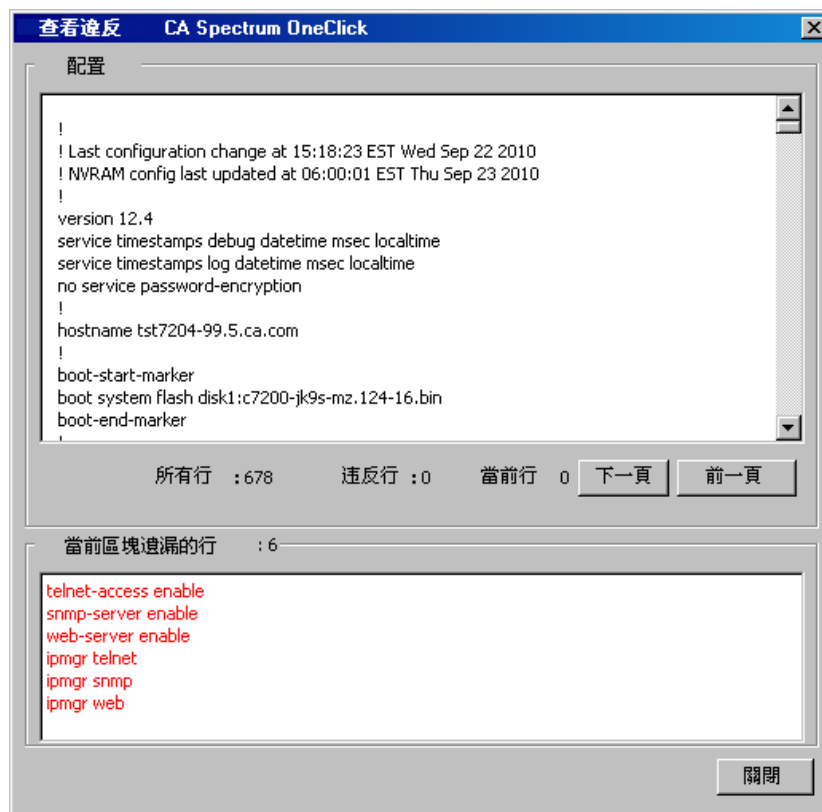 查看違反 CA Spectrum OneClick
配置
!
! Last configuration change at 15:18:23 EST Wed Sep 22 2010
! NVRAM config last updated at 06:00:01 EST Thu Sep 23 2010
!
version 12.4
service timestamps debug datetime msec localtime
service timestamps log datetime msec localtime
no service password-encryption
!
hostname tst7204-99.5.ca.com
!
boot-start-marker
boot system flash disk1:c7200-jk9s-mz.124-16.bin
boot-end-marker
!
所有行 :678 违反行 :0 當前行 0 下一頁 前一頁
當前區塊遺漏的行 :6
telnet-access enable
snmp-server enable
web-server enable
ipmgr telnet
ipmgr snmp
ipmgr web
關閉